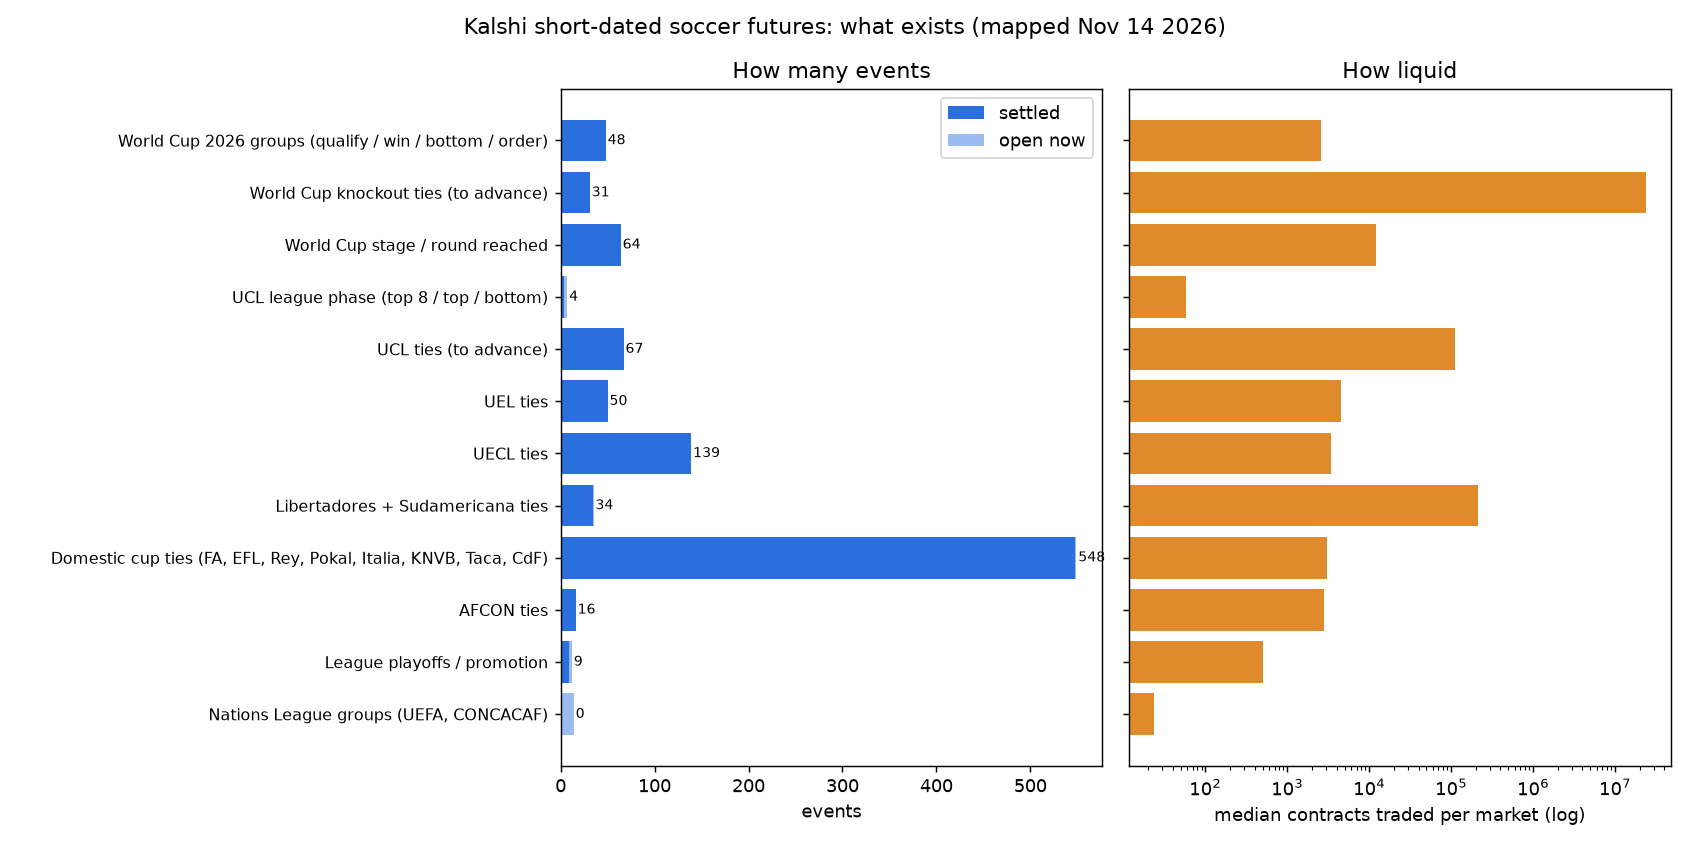 Kalshi short-dated soccer futures: what exists (mapped Nov 14 2026)
How many events
settled
open now
World Cup 2026 groups (qualify / win / bottom / order)
48
World Cup knockout ties (to advance)
31
World Cup stage / round reached
64
UCL league phase (top 8 / top / bottom)
4
UCL ties (to advance)
67
UEL ties
50
UECL ties
139
Libertadores + Sudamericana ties
34
Domestic cup ties (FA, EFL, Rey, Pokal, Italia, KNVB, Taca, CdF)
548
AFCON ties
16
League playoffs / promotion
9
Nations League groups (UEFA, CONCACAF)
0
0 100 200 300 400 500
events
How liquid
10² 10³ 10⁴ 10⁵ 10⁶ 10⁷
median contracts traded per market (log)